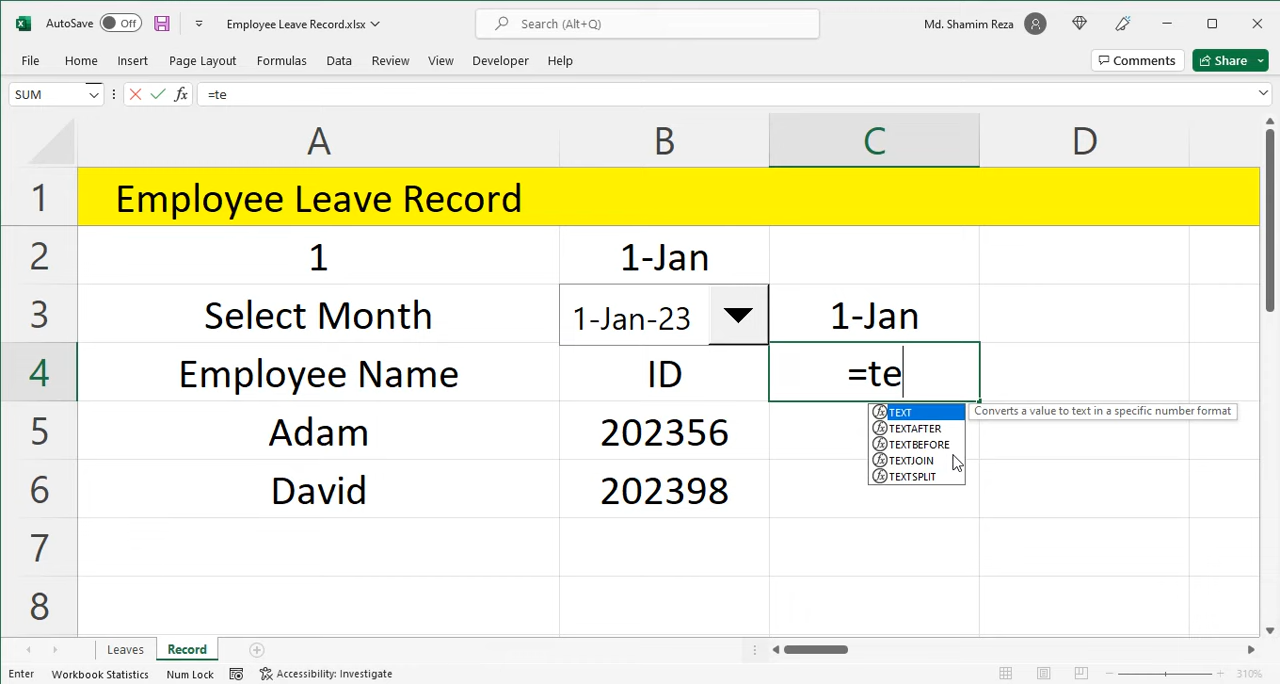 AutoSave Off Employee Leave Record.xlsx Search (Alt+Q) Md. Shamim Reza
File Home Insert Page Layout Formulas Data Review View Developer Help Comments Share
SUM fx =te
A B C D
1 Employee Leave Record
2 1 1-Jan
3 Select Month 1-Jan-23 1-Jan
4 Employee Name ID =te
TEXT Converts a value to text in a specific number format
TEXTAFTER
5 Adam 202356
TEXTBEFORE
TEXTJOIN
TEXTSPLIT
6 David 202398
7
8
Leaves Record
Enter Workbook Statistics Num Lock Accessibility: Investigate 310%